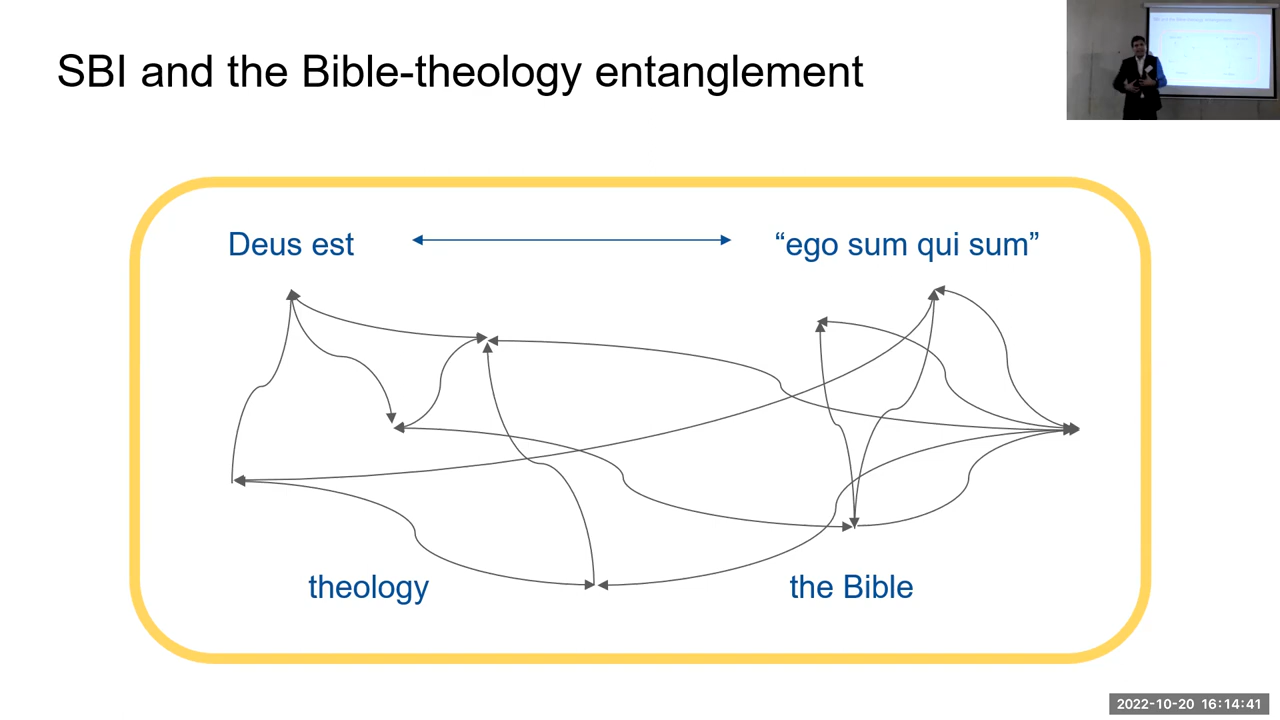 SBI and the Bible-theology entanglement
Deus est
“ego sum qui sum”
theology
the Bible
2022-10-20 16:14:41